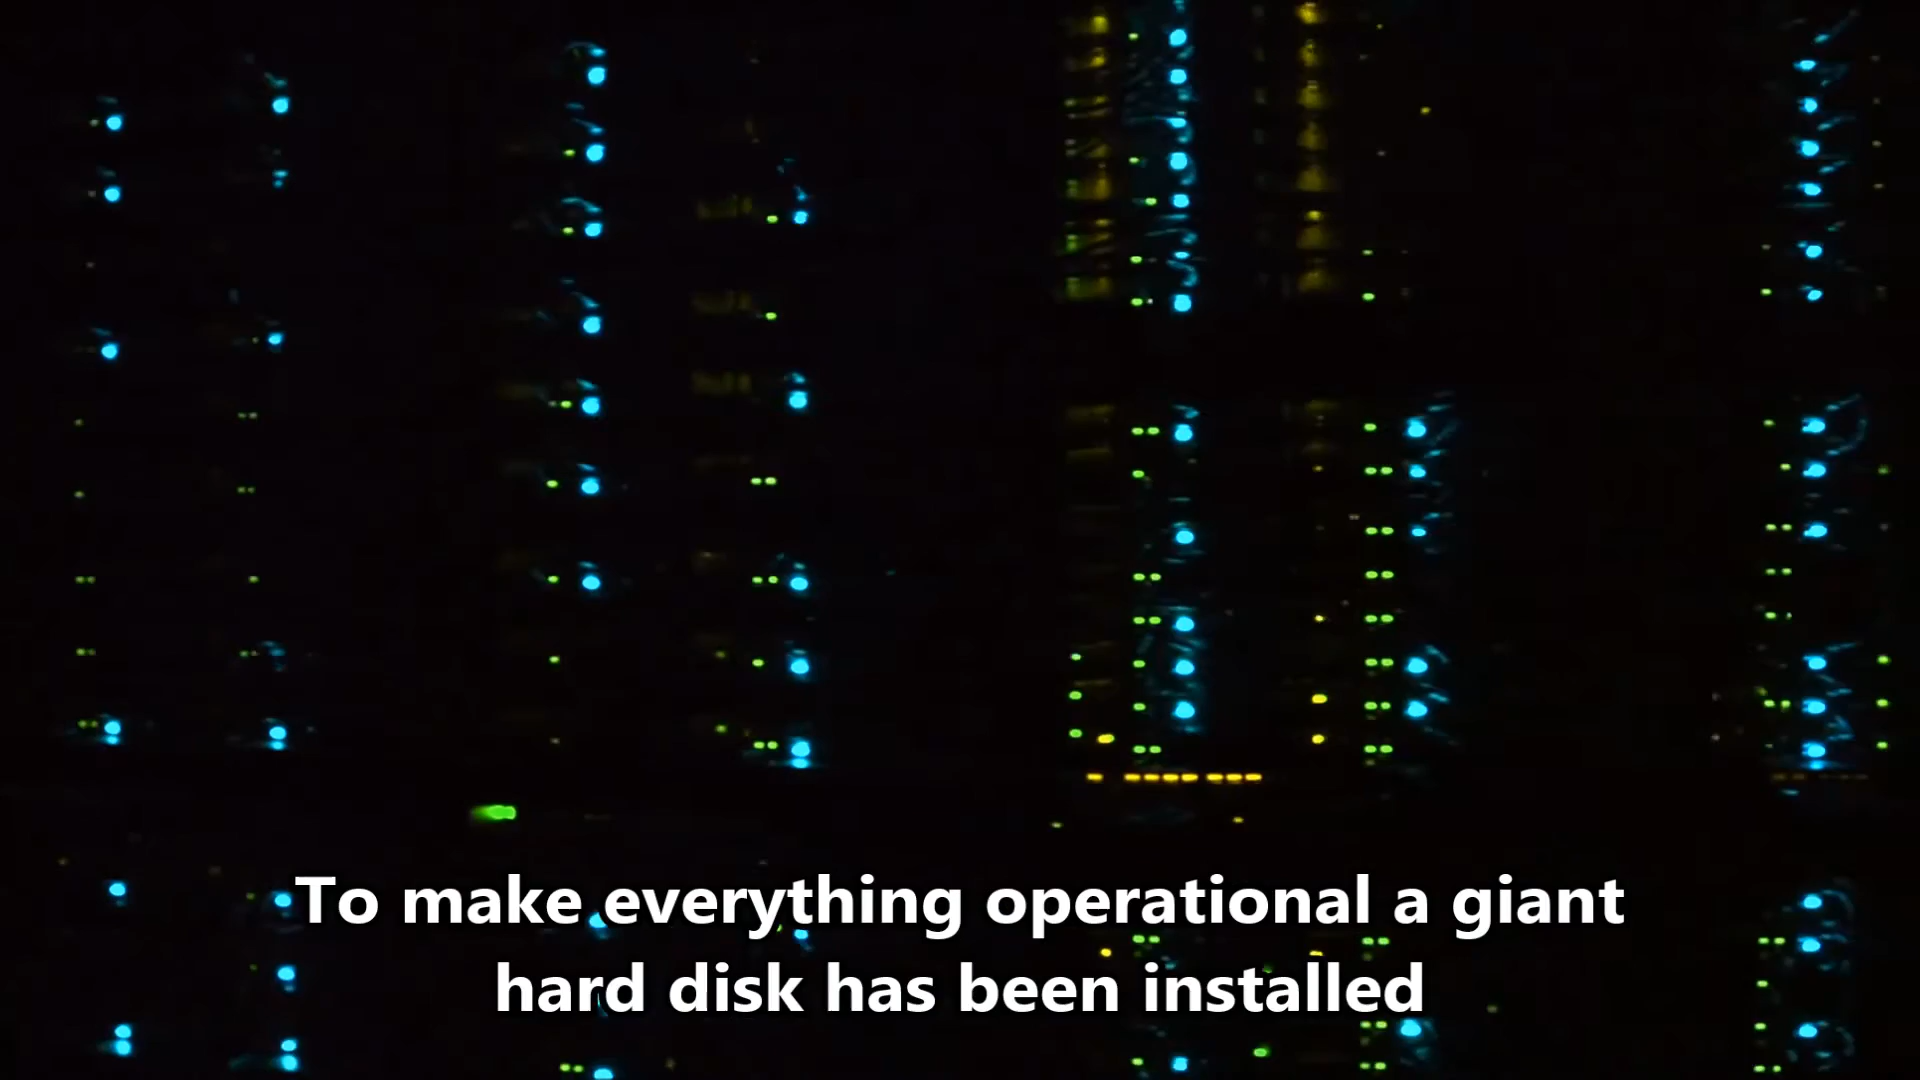 To make everything operational a giant
hard disk has been installed